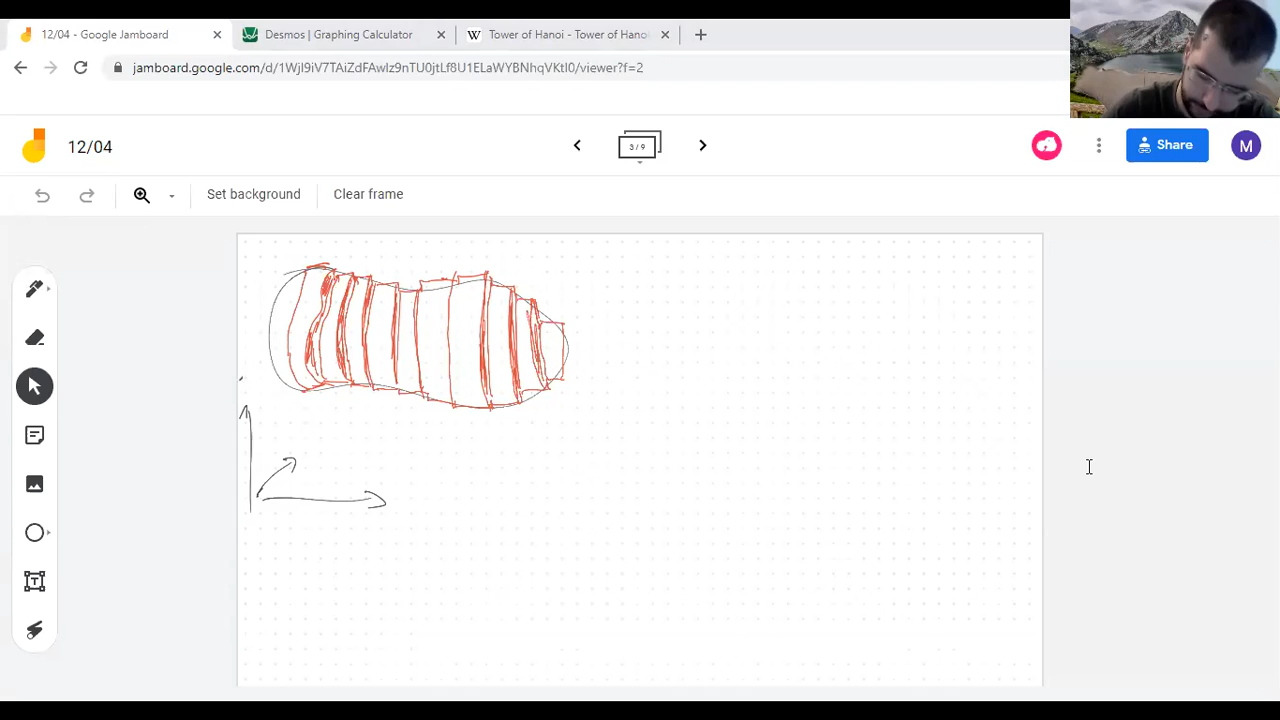 12/04 - Google Jamboard
Desmos | Graphing Calculator
W Tower of Hanoi - Tower of Hano
jamboard.google.com/d/1WjI9iV7TAiZdFAwIz9nTU0jtLf8U1ELaWYBNhqVKtI0/viewer?f=2
12/04
3 / 9
Share
M
Set background
Clear frame